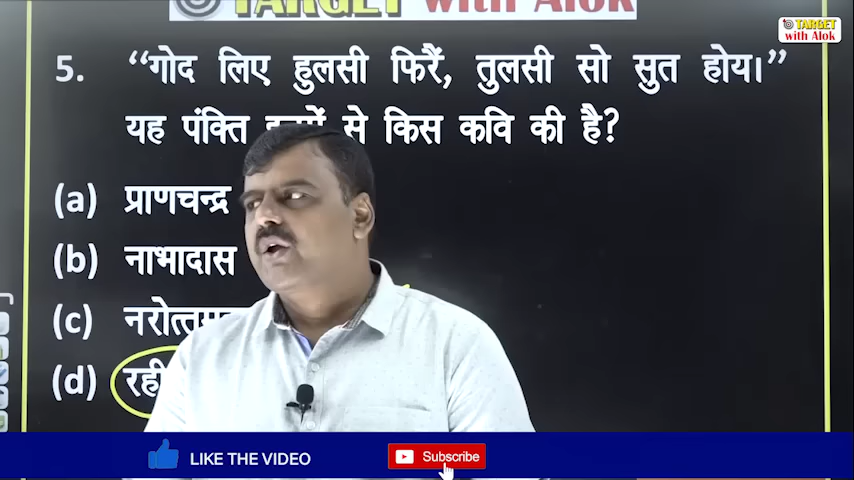 TARGET with Alok
TARGET
with Alok
5. “गोद लिए हुलसी फिरैं, तुलसी सो सुत होय।”
यह पंक्ति से किस कवि की है?
(a) प्राणचन्द्र
(b) नाभादास
(c)
(d)
LIKE THE VIDEO
Subscribe